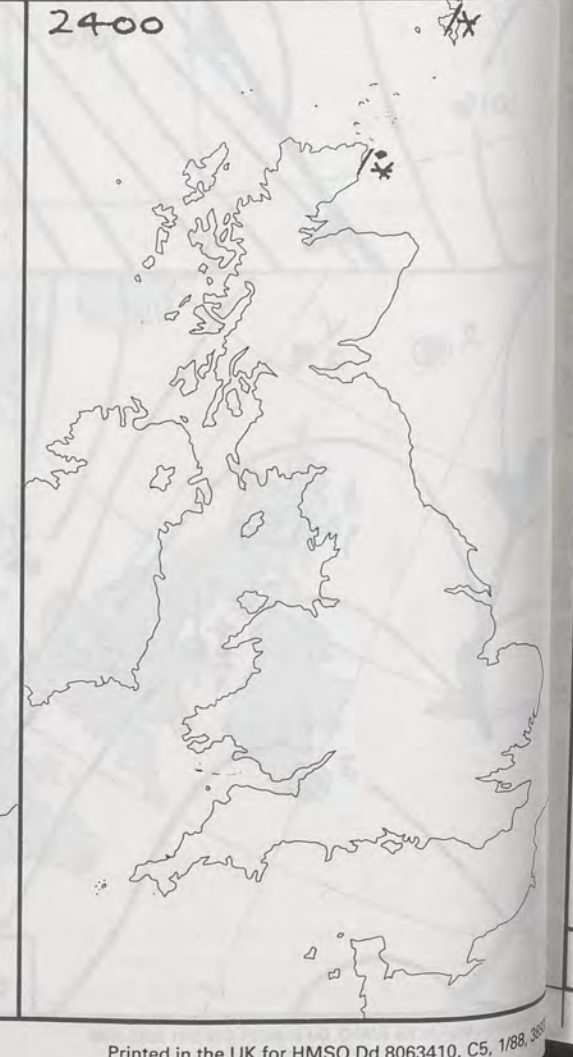 2400
Printed in the UK for HMSO Dd 8063410, C5, 1/88,